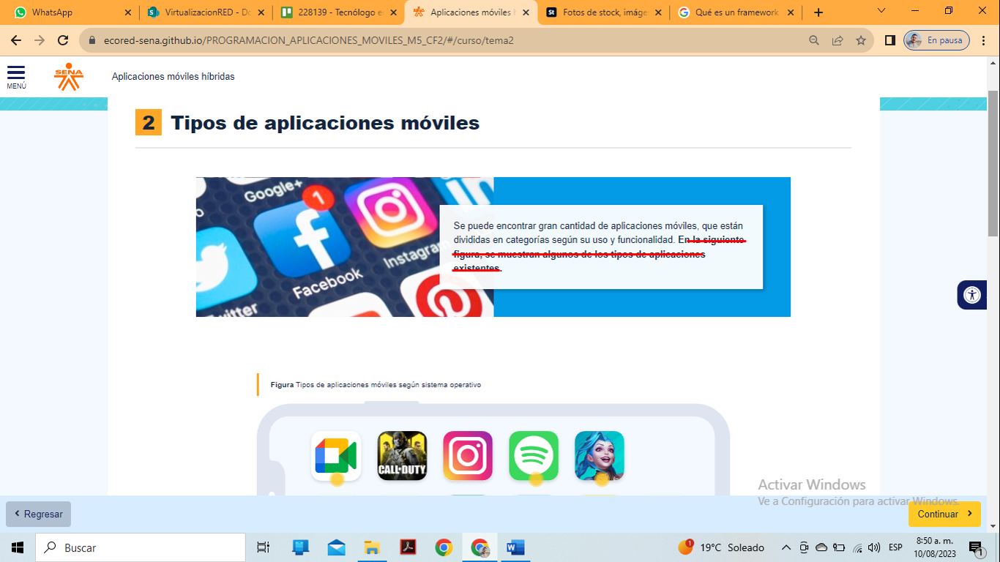 WhatsApp
VirtualizacionRED - Do
228139 - Tecnólogo e
Aplicaciones móviles h
Fotos de stock, imáge
Qué es un framework
ecored-sena.github.io/PROGRAMACION_APLICACIONES_MOVILES_M5_CF2/#/curso/tema2
En pausa
MENÚ
SENA
Aplicaciones móviles híbridas
2 Tipos de aplicaciones móviles
Google+
1
Facebook
Instagram
in
Twitter
Se puede encontrar gran cantidad de aplicaciones móviles, que están
divididas en categorías según su uso y funcionalidad. En la siguiente
figura, se muestran algunos de los tipos de aplicaciones
existentes.
Figura Tipos de aplicaciones móviles según sistema operativo
CALL OF DUTY
Activar Windows
Ve a Configuración para activar Windows.
Regresar
Continuar
Buscar
1
19°C Soleado
ESP
8:50 a. m.
10/08/2023
1